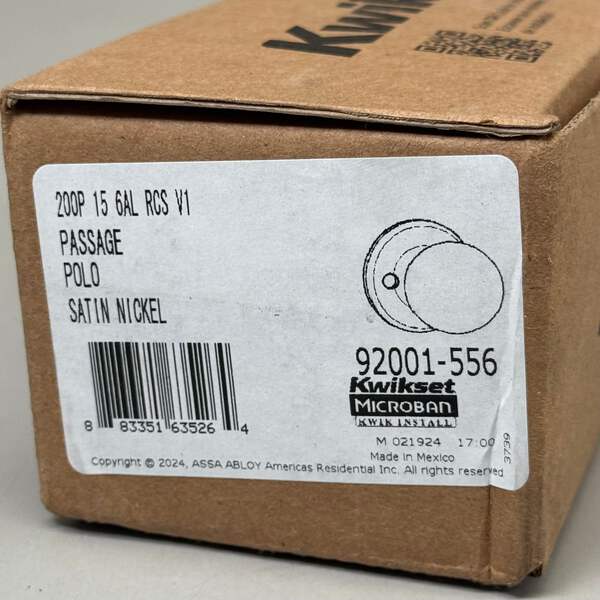 Kwikset
200P 15 6AL RCS V1
PASSAGE
POLO
SATIN NICKEL
92001-556
Kwikset
MICROBAN
KWIK INSTALL
8 83351 63526 4
M 021924 17:00
Made in Mexico
3739
Copyright © 2024, ASSA ABLOY Americas Residential Inc. All rights reserved